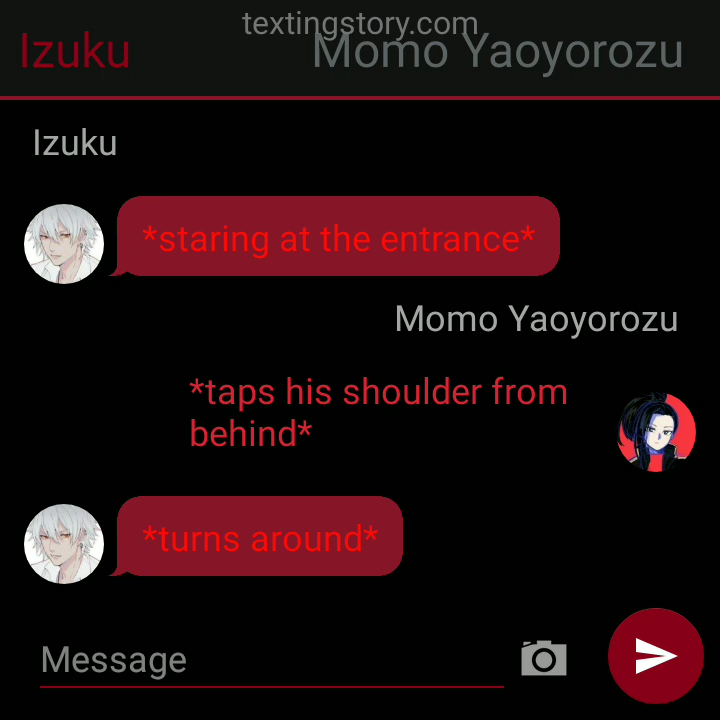 textingstory.com
Izuku
Momo Yaoyorozu
Izuku
*staring at the entrance*
Momo Yaoyorozu
*taps his shoulder from
behind*
*turns around*
Message